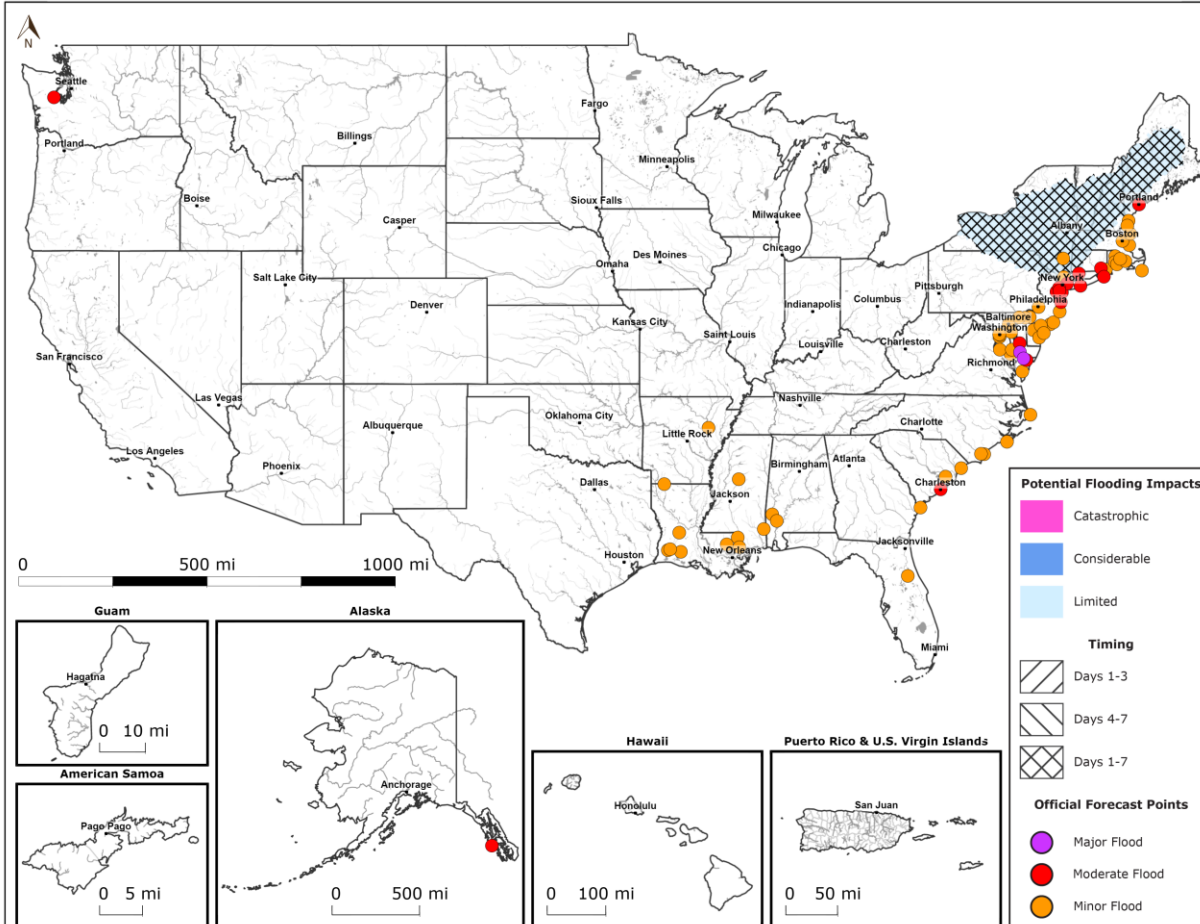 N
Seattle
Portland
Fargo
Billings
Minneapolis
Boise
Casper
Sioux Falls
Milwaukee
Portland
Albany
Boston
Chicago
Salt Lake City
Omaha
Des Moines
New York
Denver
Pittsburgh
Philadelphia
Indianapolis
Columbus
Baltimore
Washington
Kansas City
Saint Louis
Louisville
Charleston
San Francisco
Richmond
Las Vegas
Nashville
Albuquerque
Oklahoma City
Little Rock
Charlotte
Los Angeles
Phoenix
Birmingham
Atlanta
Dallas
Jackson
Charleston
Jacksonville
Houston
New Orleans
Miami
0 500 mi 1000 mi
Potential Flooding Impacts
Catastrophic
Considerable
Limited
Timing
Days 1-3
Days 4-7
Days 1-7
Official Forecast Points
Major Flood
Moderate Flood
Minor Flood
Guam
Hagatna
0 10 mi
American Samoa
Pago Pago
0 5 mi
Alaska
Anchorage
0 500 mi
Hawaii
Honolulu
0 100 mi
Puerto Rico & U.S. Virgin Islands
San Juan
0 50 mi